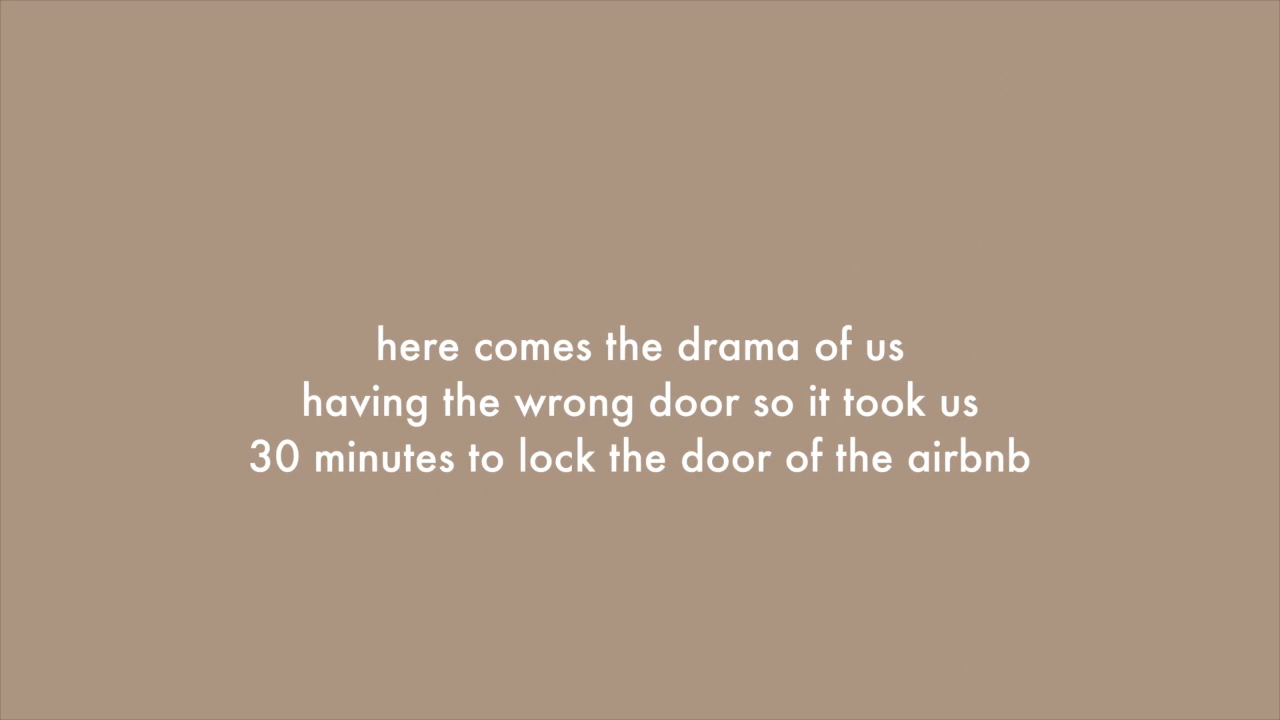 here comes the drama of us
having the wrong door so it took us
30 minutes to lock the door of the airbnb